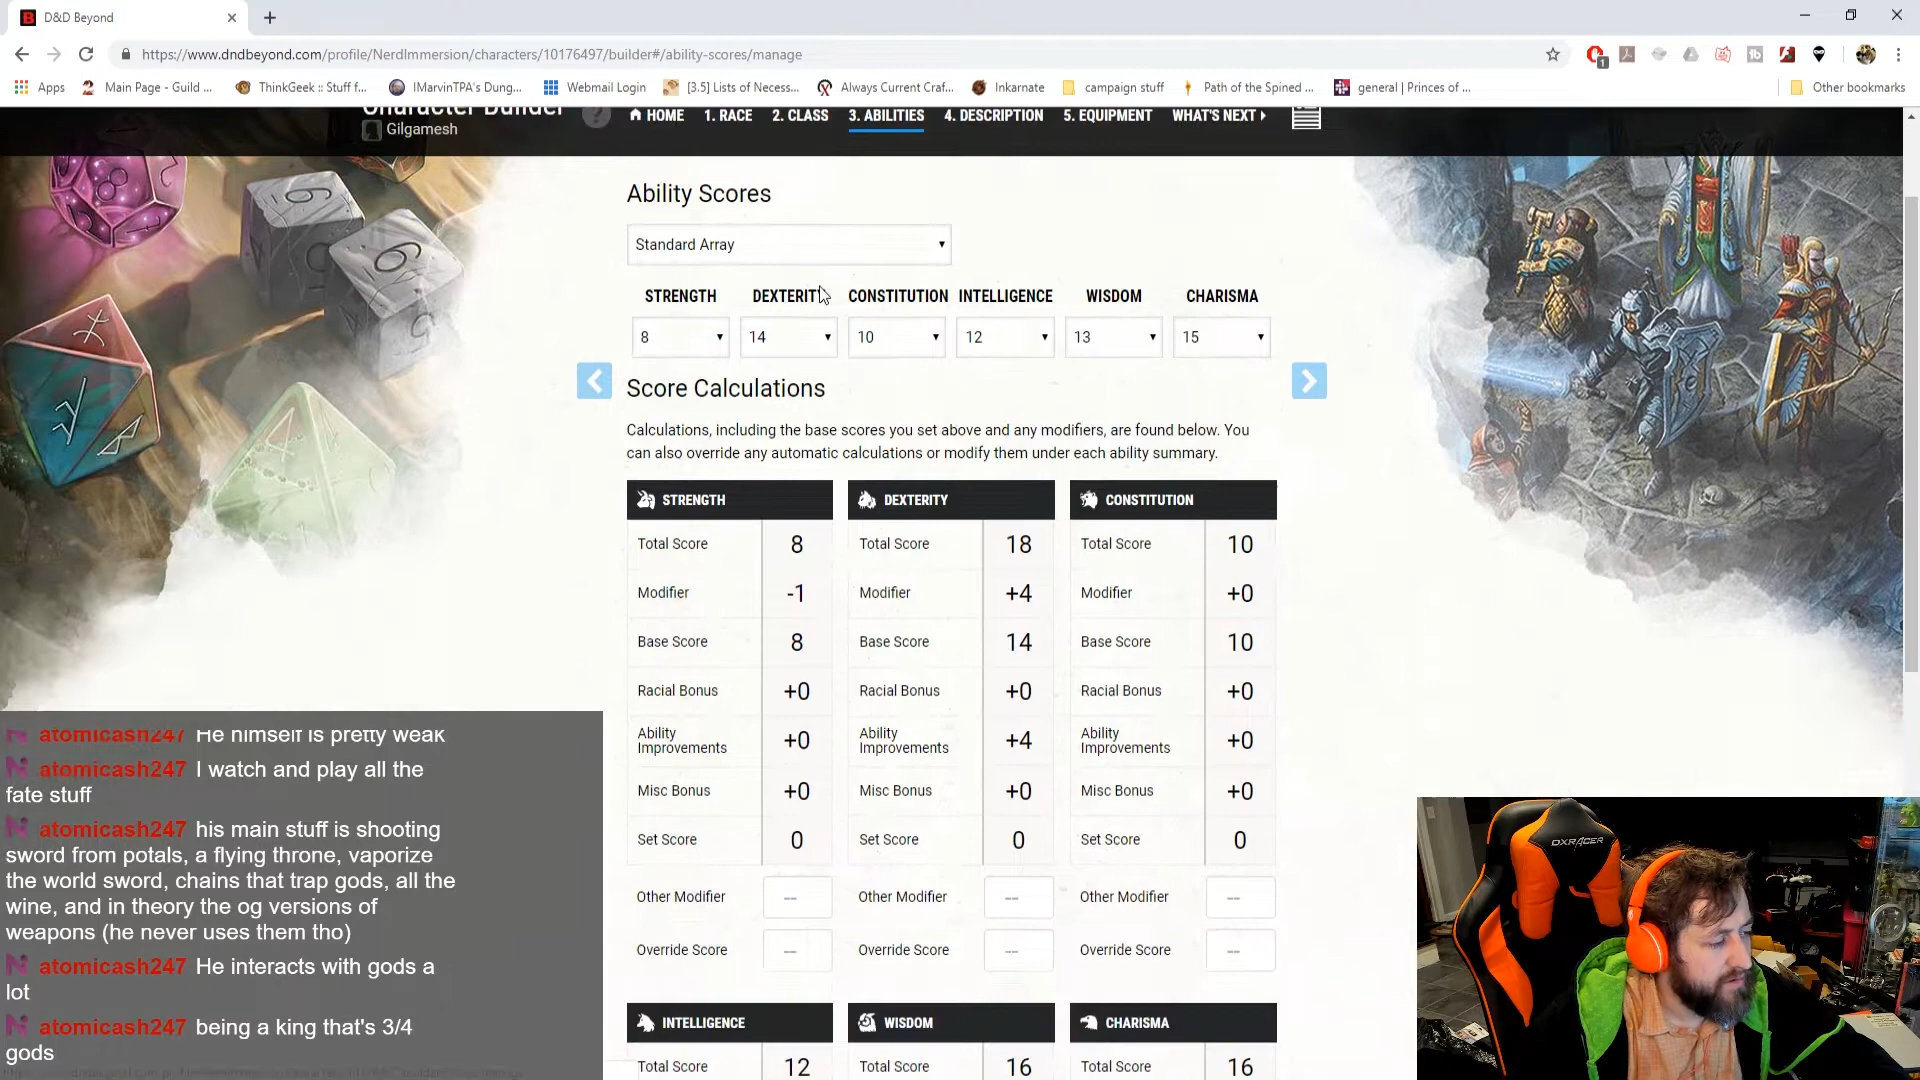 D&D Beyond
https://www.dndbeyond.com/profile/NerdImmersion/characters/10176497/builder#/ability-scores/manage
Apps
Main Page - Guild ...
ThinkGeek :: Stuff f...
IMarvinTPA's Dung...
Webmail Login
[3.5] Lists of Necess...
Always Current Craf...
Inkarnate
campaign stuff
Path of the Spined ...
general | Princes of ...
Other bookmarks
Character Builder
Gilgamesh
HOME
1. RACE
2. CLASS
3. ABILITIES
4. DESCRIPTION
5. EQUIPMENT
WHAT'S NEXT
Ability Scores
Standard Array
STRENGTH DEXTERITY CONSTITUTION INTELLIGENCE WISDOM CHARISMA
8 14 10 12 13 15
Score Calculations
Calculations, including the base scores you set above and any modifiers, are found below. You
can also override any automatic calculations or modify them under each ability summary.
STRENGTH
Total Score 8
Modifier -1
Base Score 8
Racial Bonus +0
Ability
Improvements +0
Misc Bonus +0
Set Score 0
Other Modifier --
Override Score --
DEXTERITY
Total Score 18
Modifier +4
Base Score 14
Racial Bonus +0
Ability
Improvements +4
Misc Bonus +0
Set Score 0
Other Modifier --
Override Score --
CONSTITUTION
Total Score 10
Modifier +0
Base Score 10
Racial Bonus +0
Ability
Improvements +0
Misc Bonus +0
Set Score 0
Other Modifier --
Override Score --
INTELLIGENCE
Total Score 12
WISDOM
Total Score 16
CHARISMA
Total Score 16
atomicash247 He himself is pretty weak
atomicash247 I watch and play all the
fate stuff
atomicash247 his main stuff is shooting
sword from potals, a flying throne, vaporize
the world sword, chains that trap gods, all the
wine, and in theory the og versions of
weapons (he never uses them tho)
atomicash247 He interacts with gods a
lot
atomicash247 being a king that's 3/4
gods
DXRACER